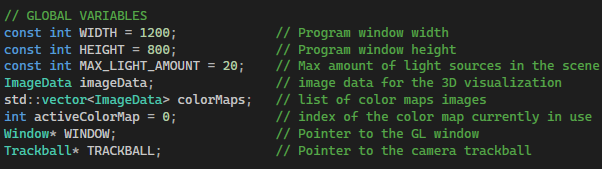 // GLOBAL VARIABLES
const int WIDTH = 1200;             // Program window width
const int HEIGHT = 800;             // Program window height
const int MAX_LIGHT_AMOUNT = 20;    // Max amount of light sources in the scene
ImageData imageData;                // image data for the 3D visualization
std::vector<ImageData> colorMaps;   // list of color maps images
int activeColorMap = 0;             // index of the color map currently in use
Window* WINDOW;                     // Pointer to the GL window
Trackball* TRACKBALL;               // Pointer to the camera trackball